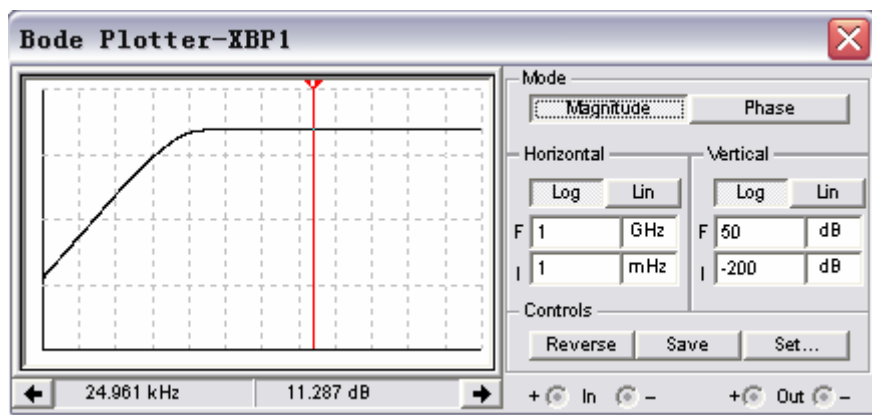 Bode Plotter-XBP1
Mode
Magnitude Phase
Horizontal Vertical
Log Lin Log Lin
F 1 GHz F 50 dB
I 1 mHz I -200 dB
Controls
Reverse Save Set...
24.961 kHz 11.287 dB
+ In - + Out -